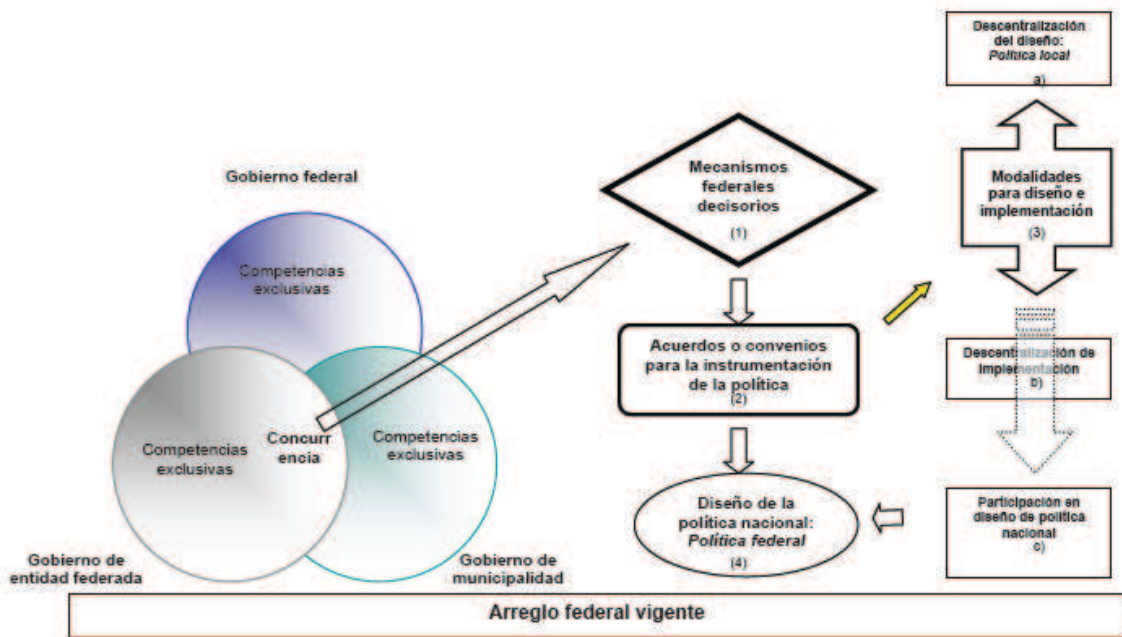 Gobierno federal
Competencias
exclusivas
Competencias
exclusivas
Concurr
encia
Competencias
exclusivas
Gobierno de
entidad federada
Gobierno de
municipalidad
Mecanismos
federales
decisorios
(1)
Acuerdos o convenios
para la instrumentación
de la política
(2)
Diseño de la
política nacional:
Política federal
(4)
Descentralización
del diseño:
Política local
a)
Modalidades
para diseño e
implementación
(3)
Descentralización de
implementación
b)
Participación en
diseño de política
nacional
c)
Arreglo federal vigente